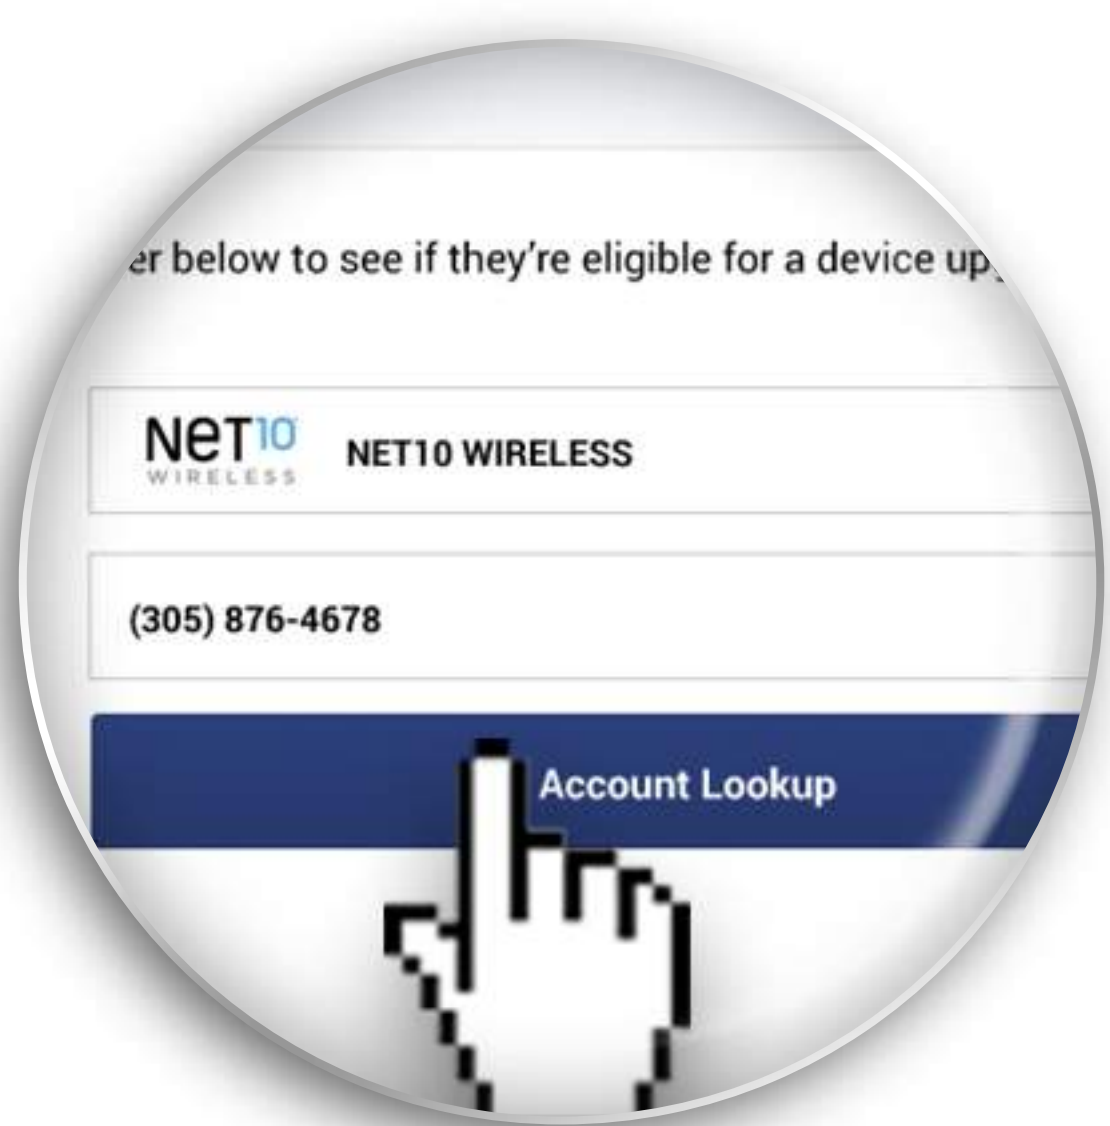 er below to see if they're eligible for a device
NET10
WIRELESS
NET10 WIRELESS
(305) 876-4678
Account Lookup